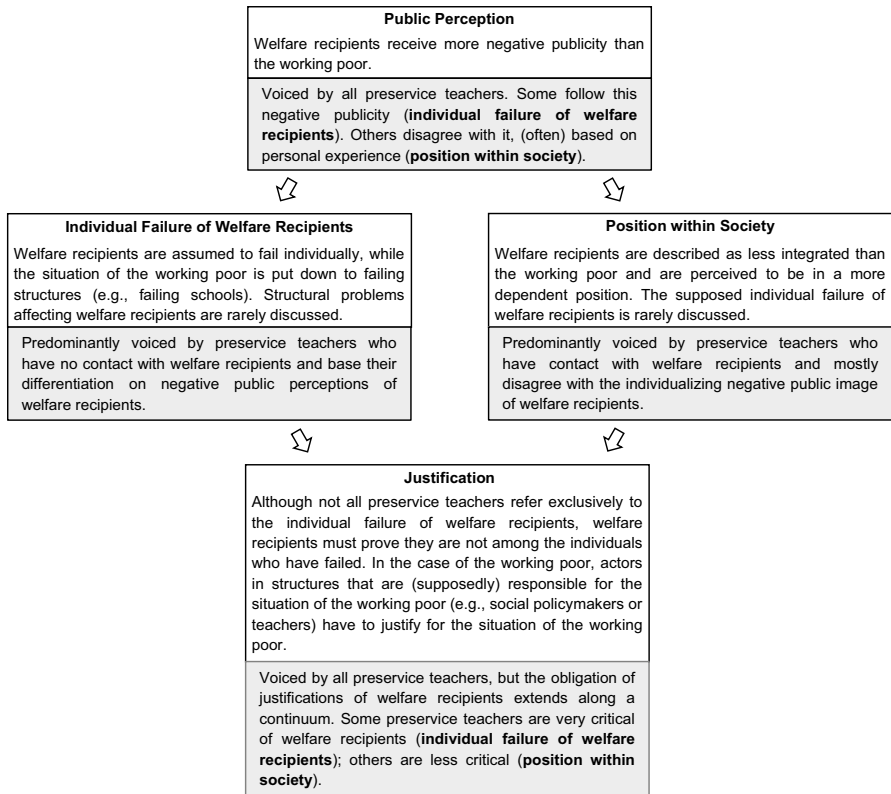 Public Perception
Welfare recipients receive more negative publicity than
the working poor.
Voiced by all preservice teachers. Some follow this
negative publicity (individual failure of welfare
recipients). Others disagree with it, (often) based on
personal experience (position within society).
Individual Failure of Welfare Recipients
Welfare recipients are assumed to fail individually, while
the situation of the working poor is put down to failing
structures (e.g., failing schools). Structural problems
affecting welfare recipients are rarely discussed.
Predominantly voiced by preservice teachers who
have no contact with welfare recipients and base their
differentiation on negative public perceptions of
welfare recipients.
Position within Society
Welfare recipients are described as less integrated than
the working poor and are perceived to be in a more
dependent position. The supposed individual failure of
welfare recipients is rarely discussed.
Predominantly voiced by preservice teachers who
have contact with welfare recipients and mostly
disagree with the individualizing negative public image
of welfare recipients.
Justification
Although not all preservice teachers refer exclusively to
the individual failure of welfare recipients, welfare
recipients must prove they are not among the individuals
who have failed. In the case of the working poor, actors
in structures that are (supposedly) responsible for the
situation of the working poor (e.g., social policymakers or
teachers) have to justify for the situation of the working
poor.
Voiced by all preservice teachers, but the obligation of
justifications of welfare recipients extends along a
continuum. Some preservice teachers are very critical
of welfare recipients (individual failure of welfare
recipients); others are less critical (position within
society).